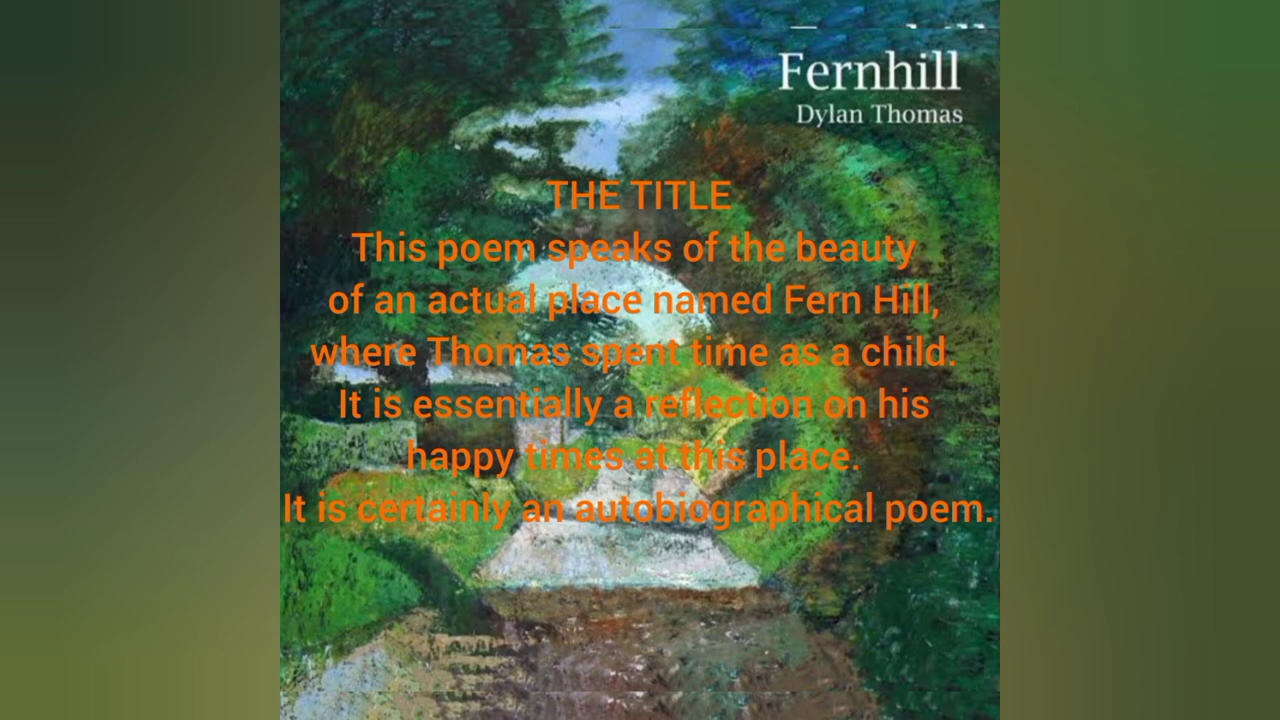 Fernhill
Dylan Thomas
THE TITLE
This poem speaks of the beauty
of an actual place named Fern Hill,
where Thomas spent time as a child.
It is essentially a reflection on his
happy times at this place.
It is certainly an autobiographical poem.